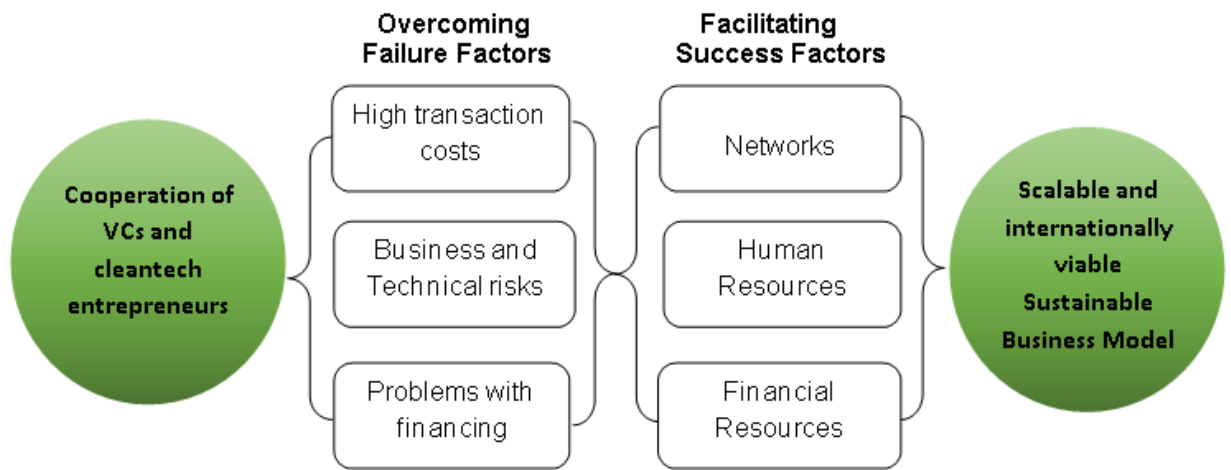 Overcoming
Failure Factors
Facilitating
Success Factors
Cooperation of
VCs and
cleantech
entrepreneurs
High transaction
costs
Business and
Technical risks
Problems with
financing
Networks
Human
Resources
Financial
Resources
Scalable and
internationally
viable
Sustainable
Business Model